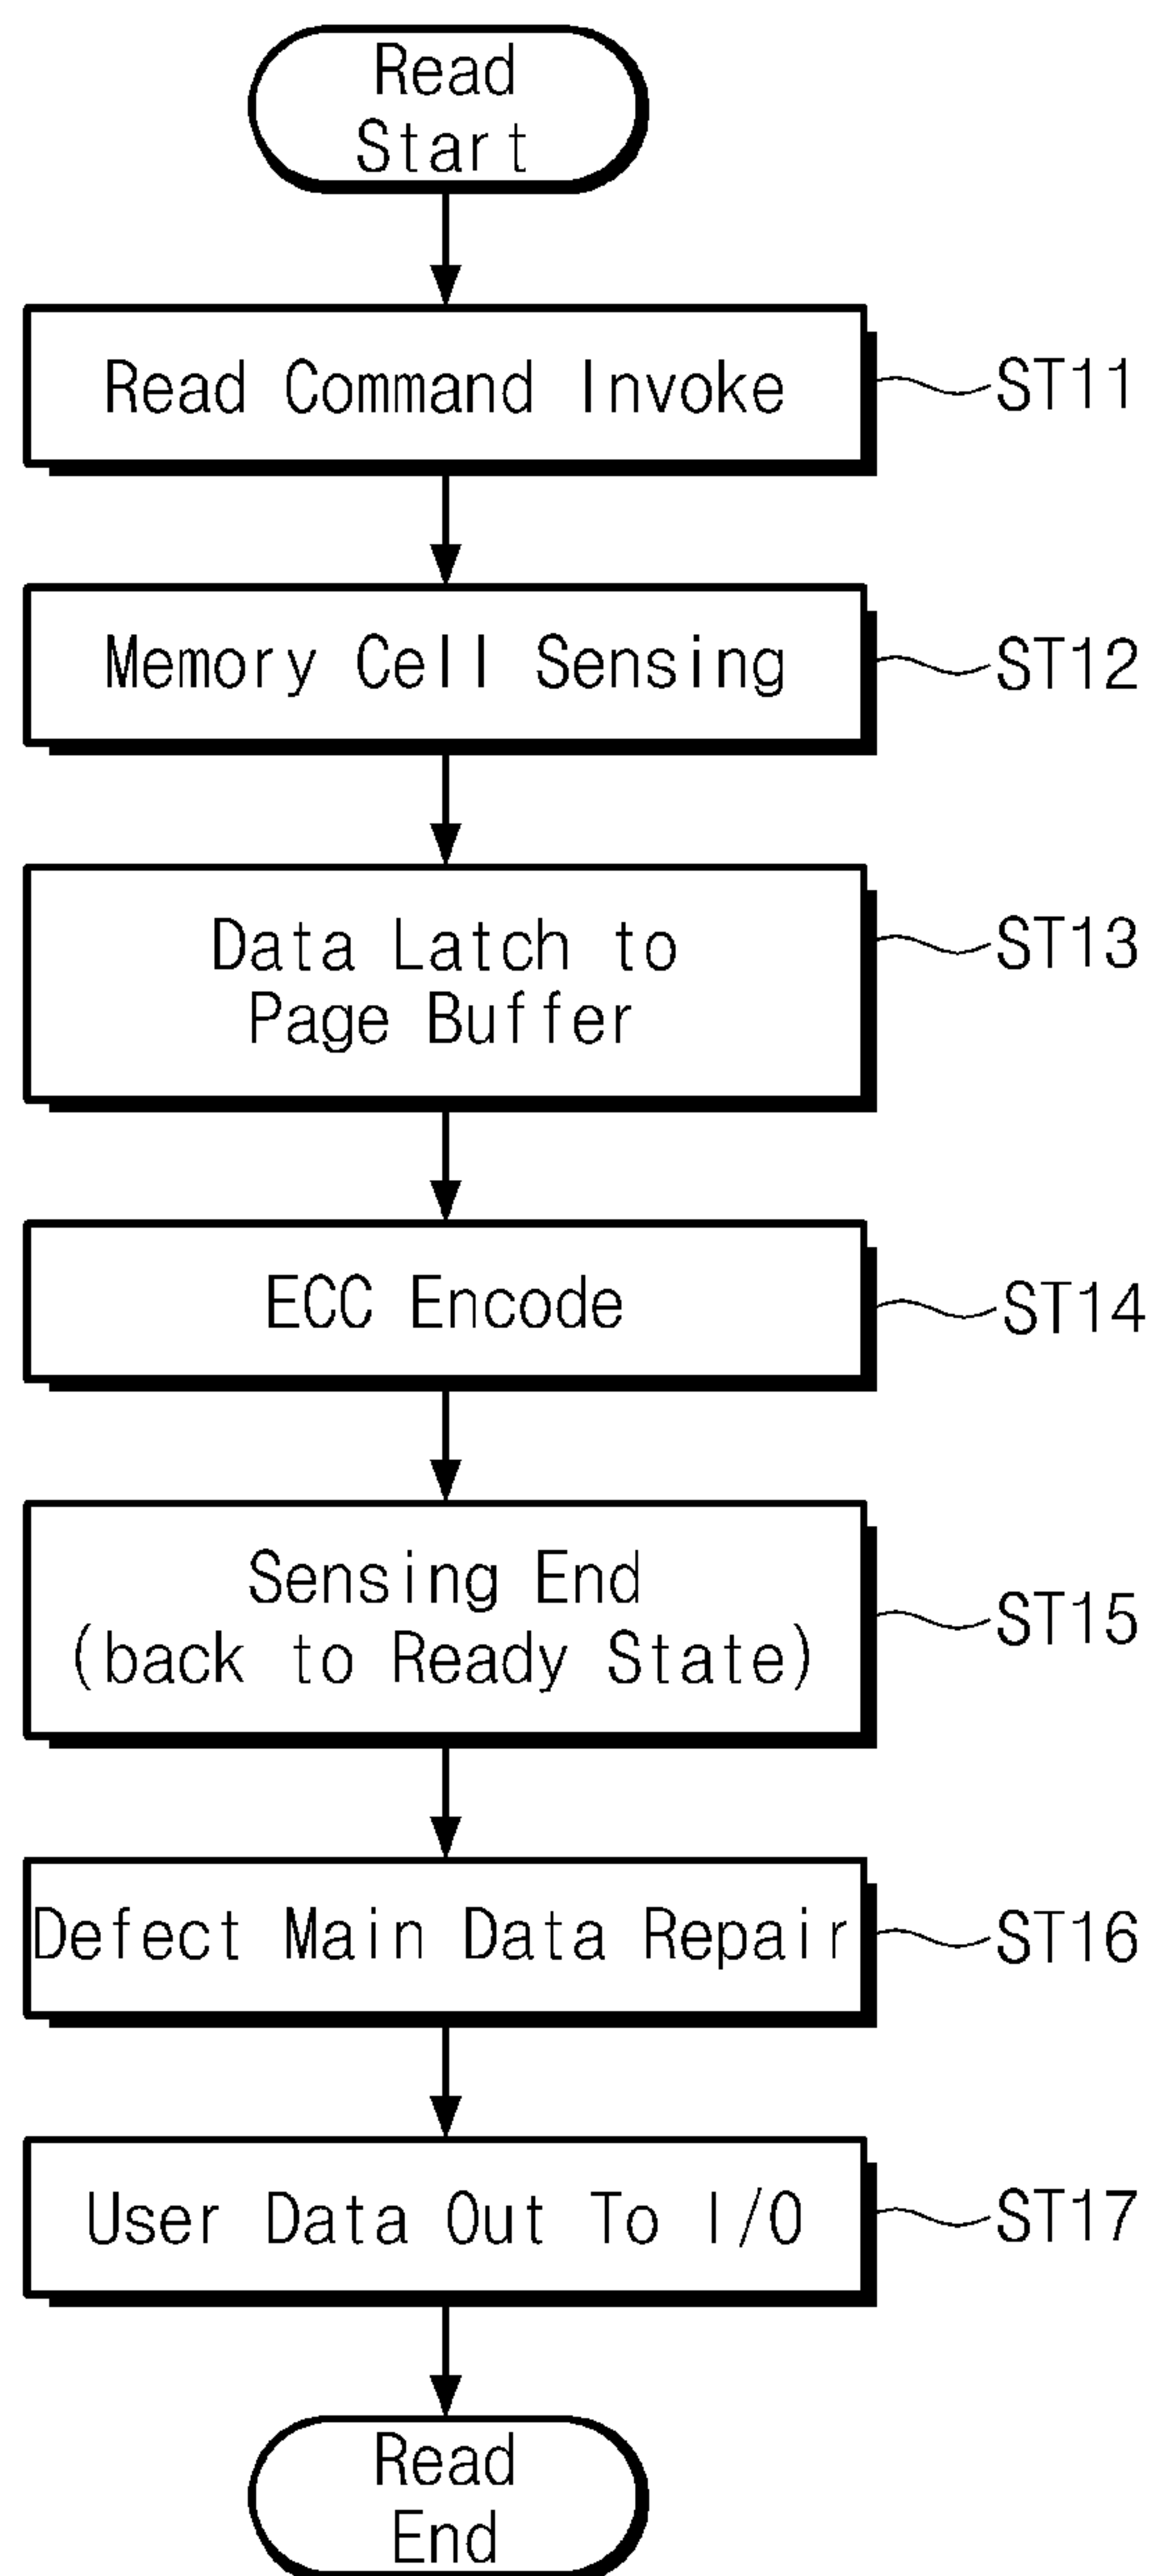 Read
Start
Read Command Invoke
ST11
Memory Cell Sensing
ST12
Data Latch to
Page Buffer
ST13
ECC Encode
ST14
Sensing End
(back to Ready State)
ST15
Defect Main Data Repair
ST16
User Data Out To I/O
ST17
Read
End